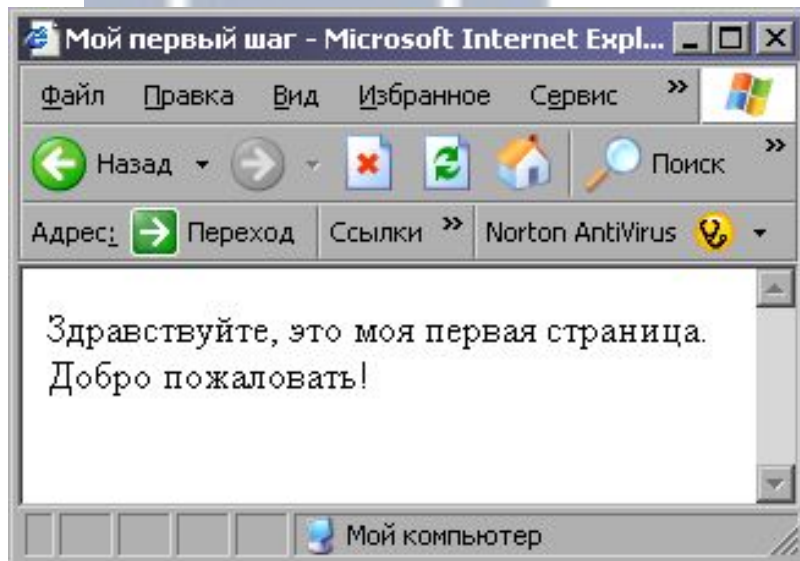 Мой первый шаг - Microsoft Internet Expl...
Файл Правка Вид Избранное Сервис »
Назад Поиск »
Адрес: Переход Ссылки » Norton AntiVirus
Здравствуйте, это моя первая страница.
Добро пожаловать!
Мой компьютер